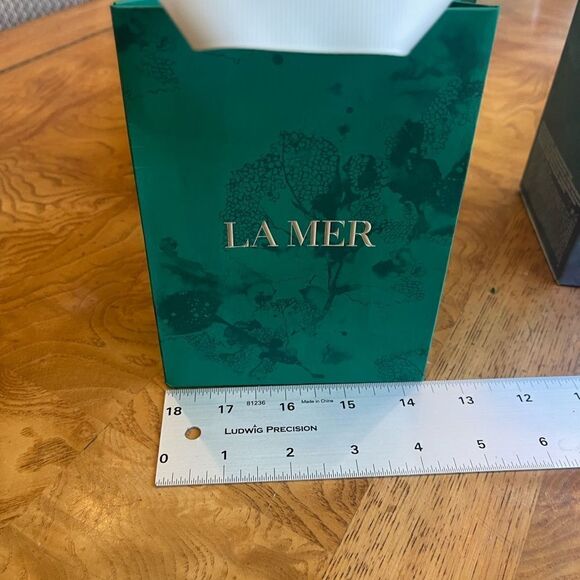 LA MER
18 17 81236 16 Made in China 15 14 13 12
LUDWIG PRECISION
0 1 2 3 4 5 6